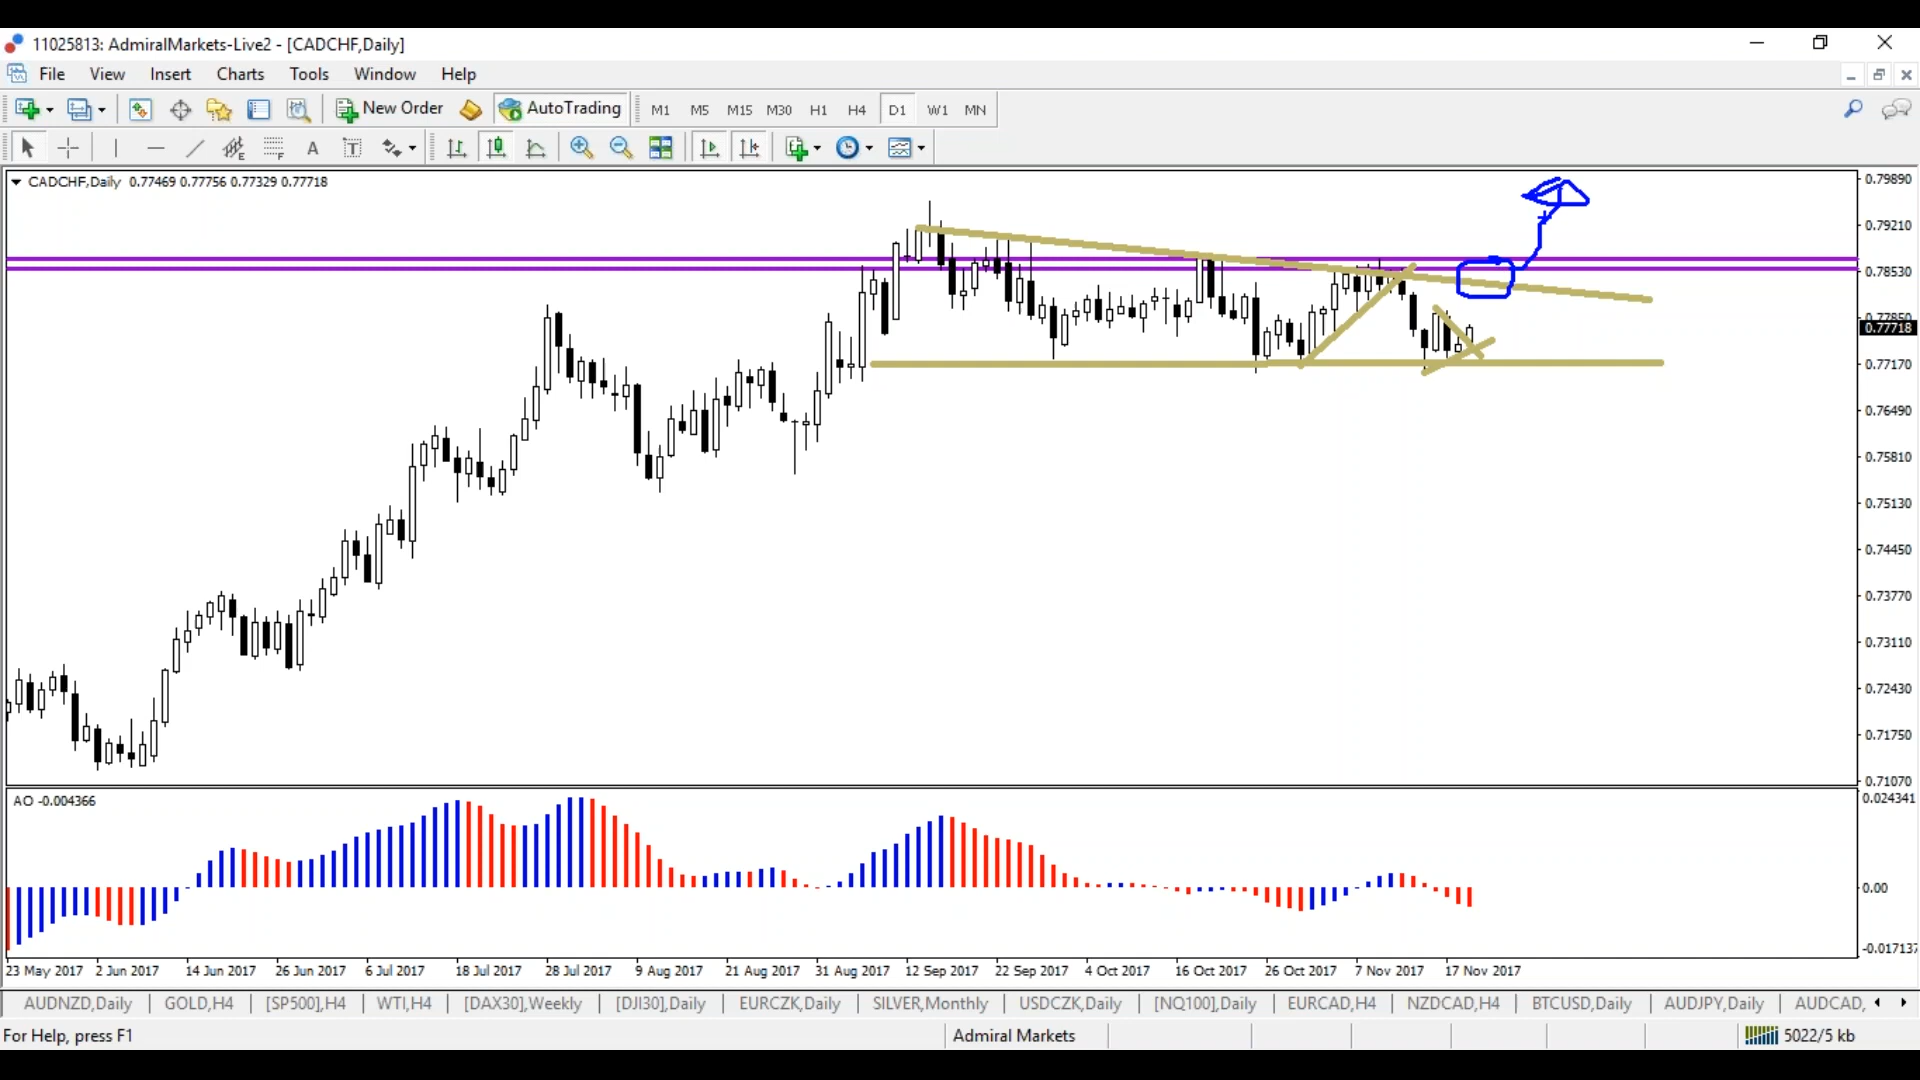 11025813: AdmiralMarkets-Live2 - [CADCHF,Daily]
File View Insert Charts Tools Window Help
New Order AutoTrading M1 M5 M15 M30 H1 H4 D1 W1 MN
E F A T
CADCHF,Daily 0.77469 0.77756 0.77329 0.77718
0.79890
0.79210
0.78530
0.77850
0.77718
0.77170
0.76490
0.75810
0.75130
0.74450
0.73770
0.73110
0.72430
0.71750
0.71070
AO -0.004366
0.024341
0.00
-0.017137
23 May 2017 2 Jun 2017 14 Jun 2017 26 Jun 2017 6 Jul 2017 18 Jul 2017 28 Jul 2017 9 Aug 2017 21 Aug 2017 31 Aug 2017 12 Sep 2017 22 Sep 2017 4 Oct 2017 16 Oct 2017 26 Oct 2017 7 Nov 2017 17 Nov 2017
AUDNZD,Daily GOLD,H4 [SP500],H4 WTI,H4 [DAX30],Weekly [DJI30],Daily EURCZK,Daily SILVER,Monthly USDCZK,Daily [NQ100],Daily EURCAD,H4 NZDCAD,H4 BTCUSD,Daily AUDJPY,Daily AUDCAD,
For Help, press F1 Admiral Markets 5022/5 kb